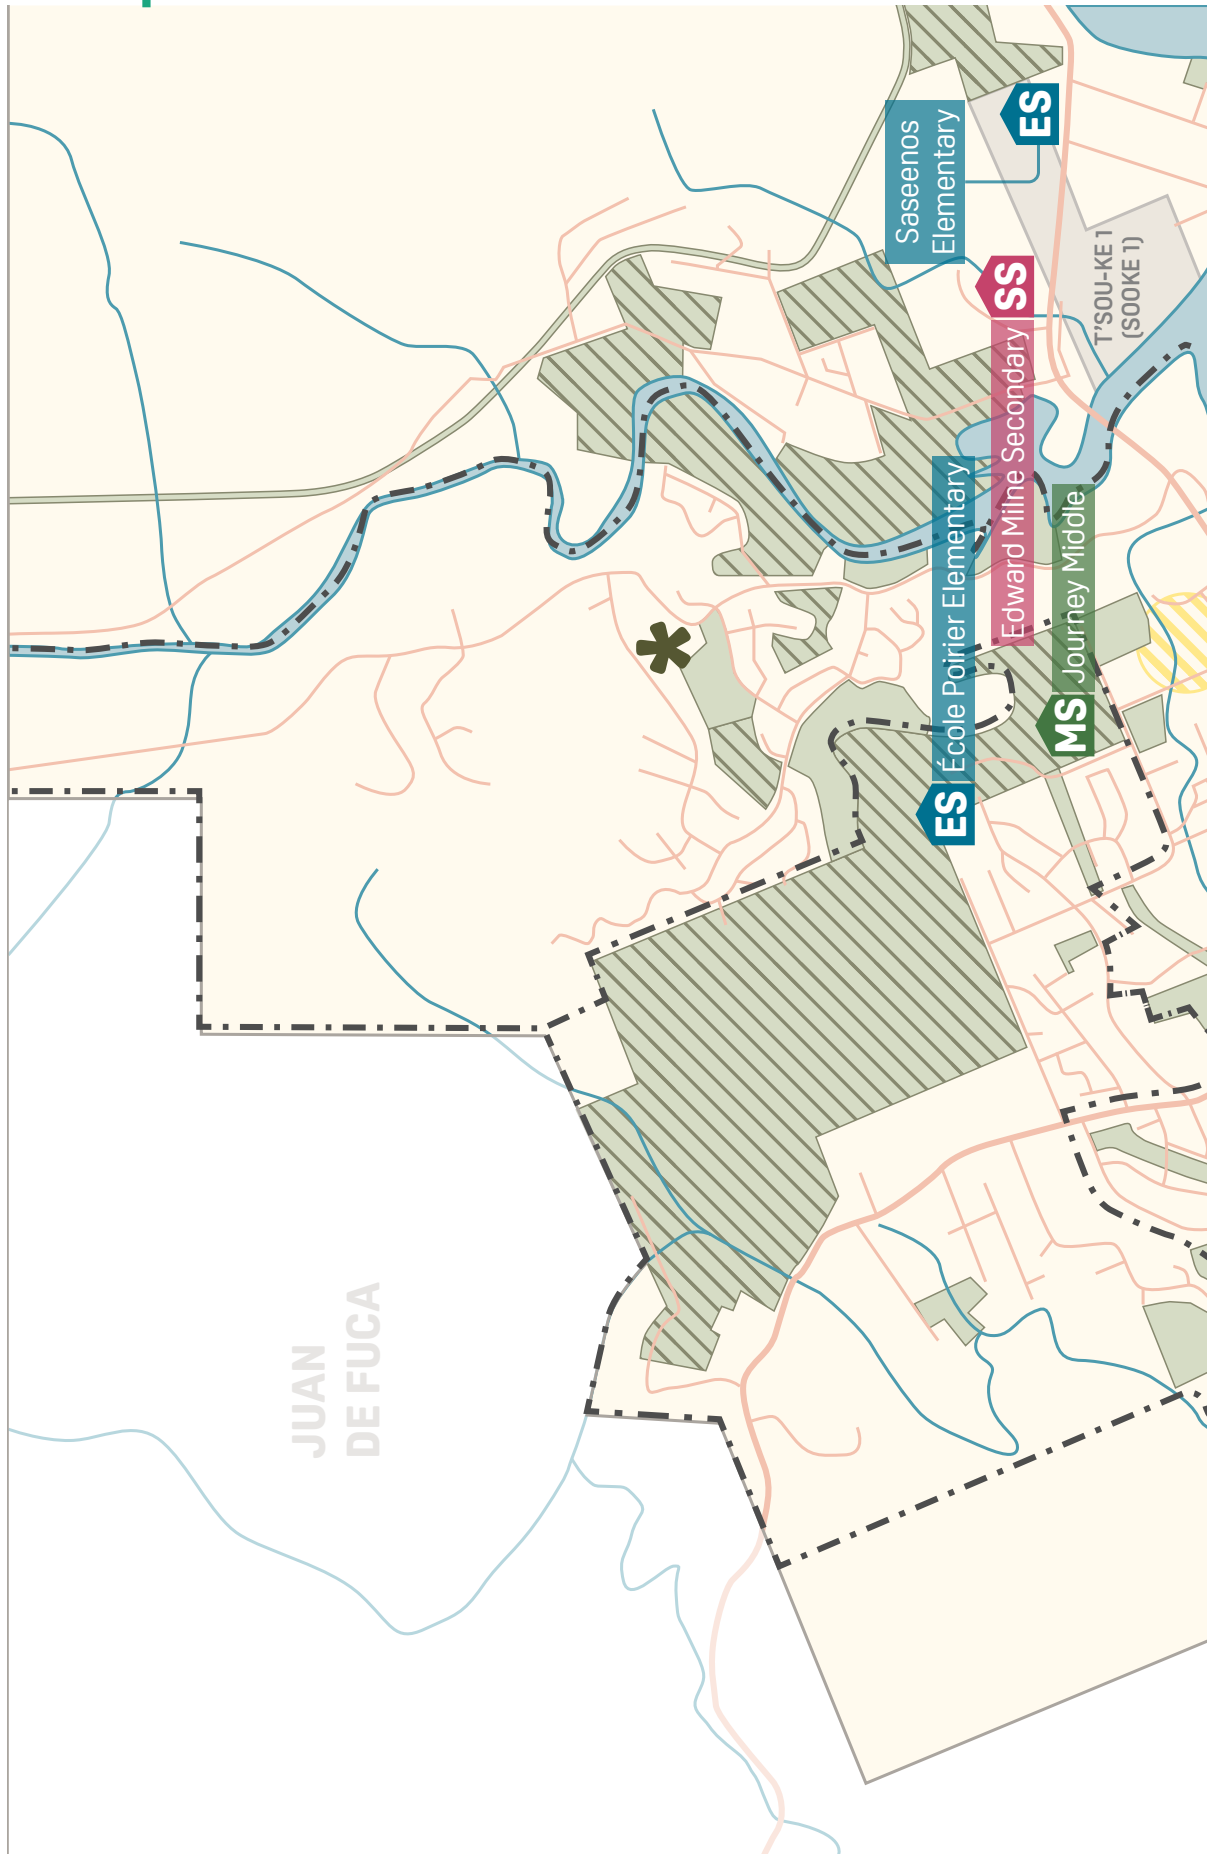 Saseenos
Elementary
ES
SS
Edward Milne Secondary
T'SOU-KE 1
(SOOKE 1)
ES
École Poirier Elementary
MS
Journey Middle
JUAN
DE FUCA